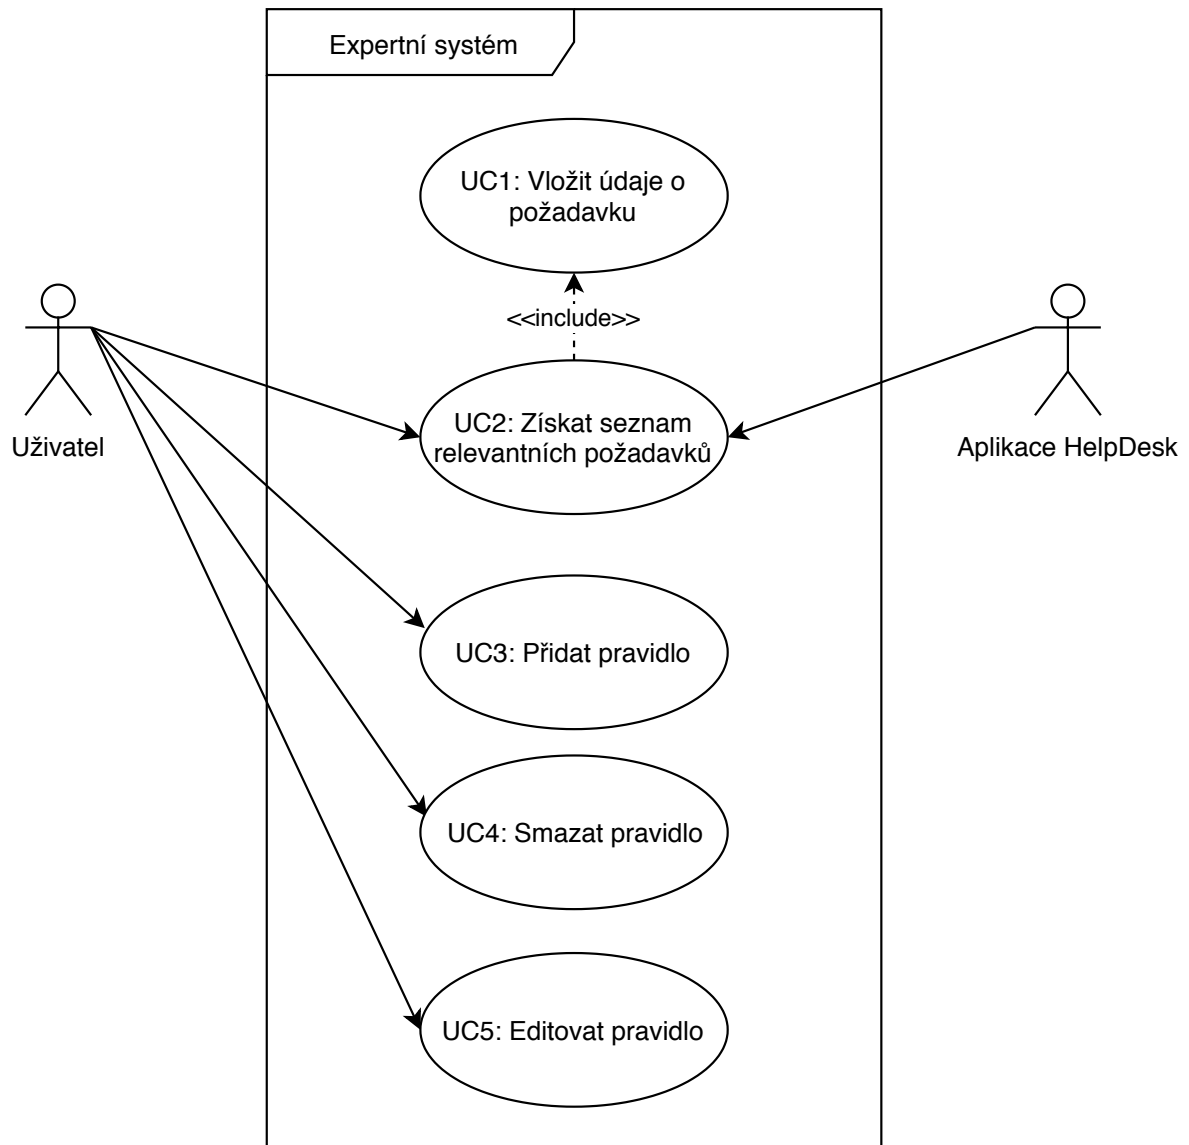 Expertní systém
UC1: Vložit údaje o
požadavku
<<include>>
UC2: Získat seznam
relevantních požadavků
Uživatel
Aplikace HelpDesk
UC3: Přidat pravidlo
UC4: Smazat pravidlo
UC5: Editovat pravidlo